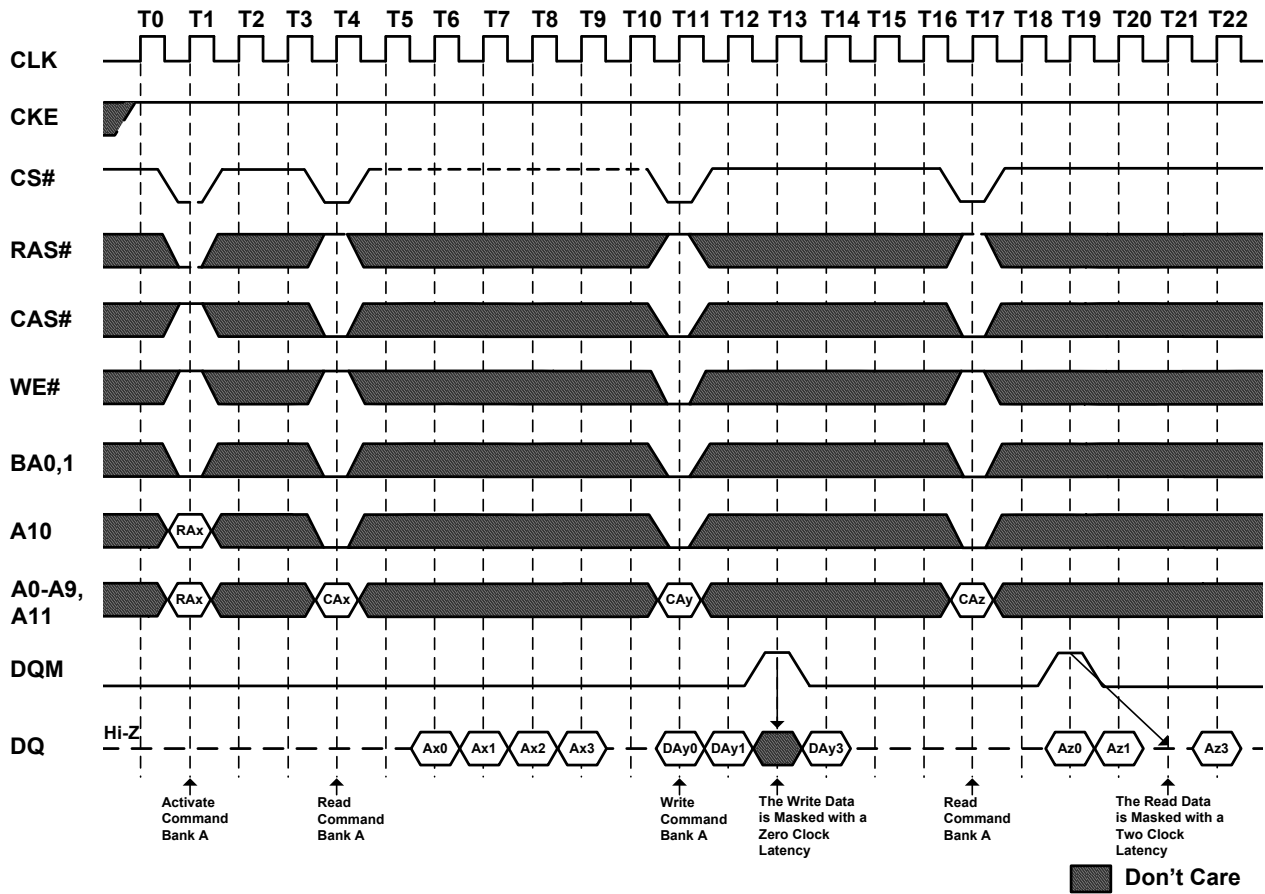 T0 T1 T2 T3 T4 T5 T6 T7 T8 T9 T10 T11 T12 T13 T14 T15 T16 T17 T18 T19 T20 T21 T22
CLK
CKE
CS#
RAS#
CAS#
WE#
BA0,1
A10
RAx
A0-A9,
A11
RAx CAx CAy CAz
DQM
DQ
Hi-Z
Ax0 Ax1 Ax2 Ax3 DAy0 DAy1 DAy3 Az0 Az1 Az3
Activate
Command
Bank A
Read
Command
Bank A
Write
Command
Bank A
The Write Data
is Masked with a
Zero Clock
Latency
Read
Command
Bank A
The Read Data
is Masked with a
Two Clock
Latency
Don't Care